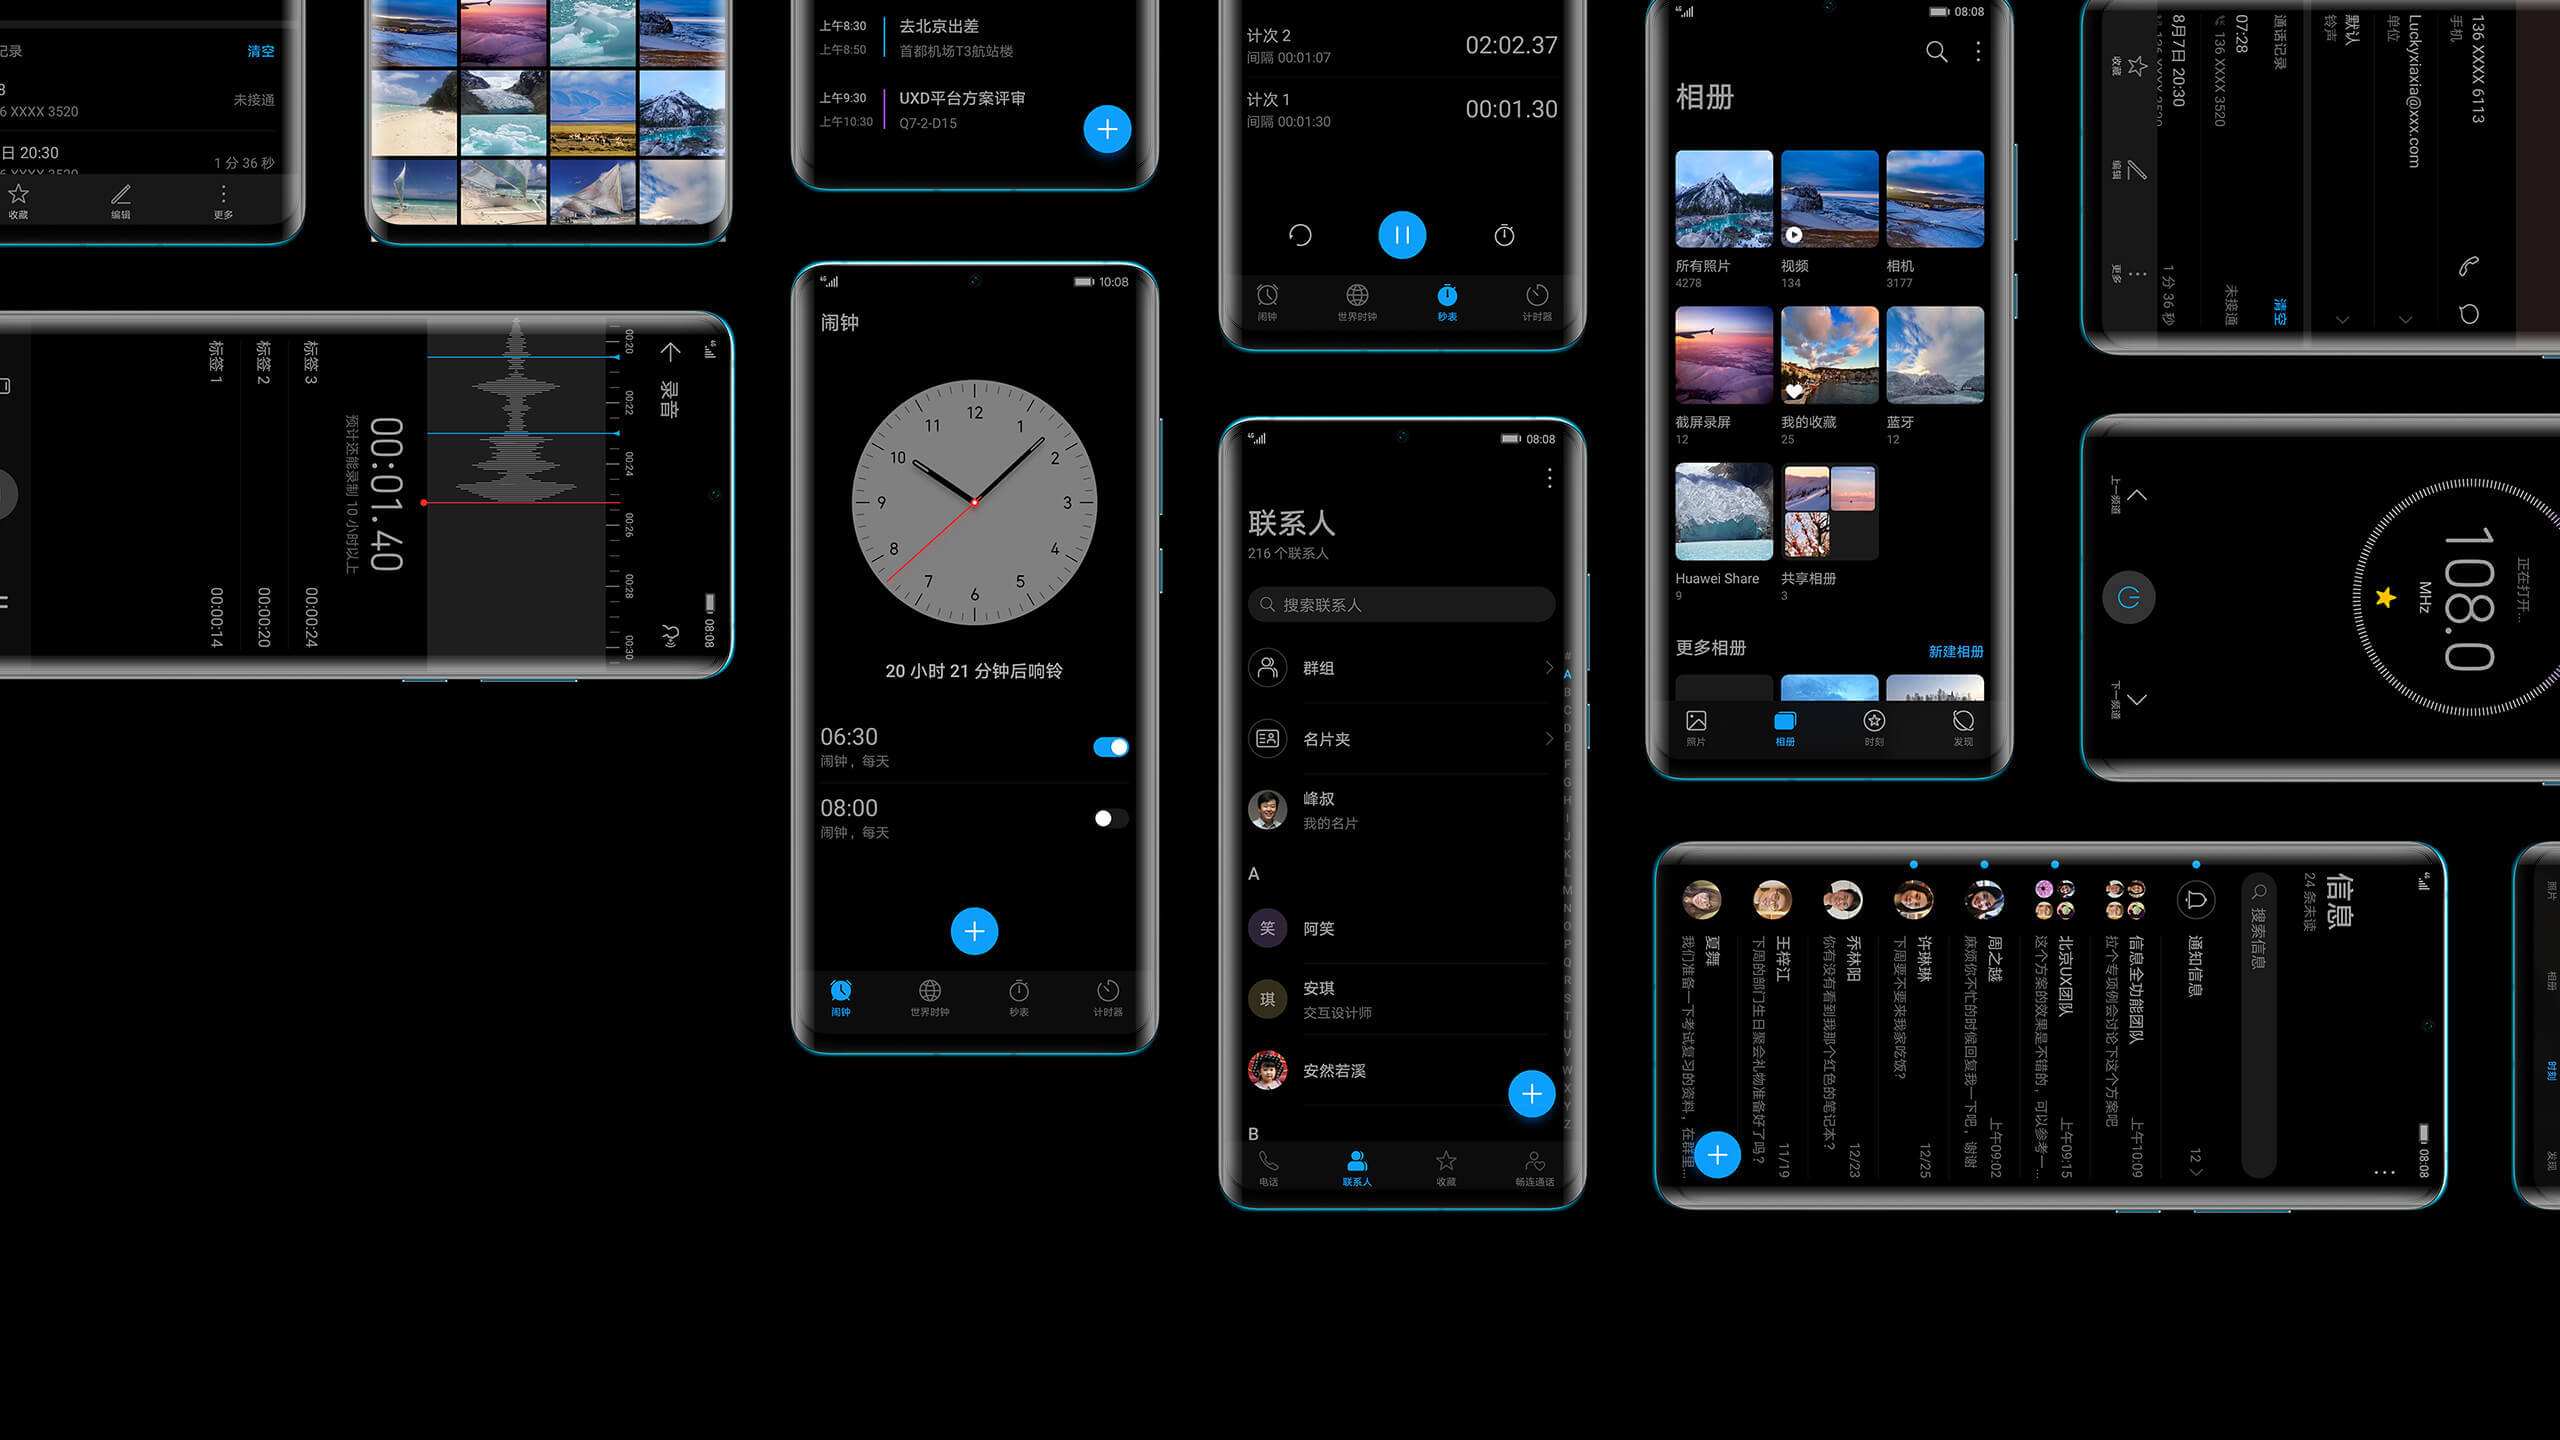 记录
清空
6 XXXX 3520
未接通
日 20:30
1 分 36 秒
收藏
编辑
更多
上午8:30
去北京出差
上午8:50
首都机场T3航站楼
上午9:30
UXD平台方案评审
上午10:30
Q7-2-D15
计次 2
02:02.37
间隔 00:01:07
计次 1
00:01.30
间隔 00:01:30
闹钟
世界时钟
秒表
计时器
08:08
相册
所有照片
4278
视频
134
相机
3177
截屏录屏
12
我的收藏
25
蓝牙
12
Huawei Share
9
共享相册
3
更多相册
新建相册
照片
相册
时刻
发现
136 XXXX 6113
手机
Luckyxiaxia@xxx.com
单位
默认
铃声
通话记录
清空
07:28
136 XXXX 3520
未接通
8月7日 20:30
1 分 36 秒
收藏
编辑
更多
08:08
录音
00:20
00:22
00:24
00:26
00:28
00:30
00:01.40
预计还能录制 10 小时以上
标签 3
00:00:24
标签 2
00:00:20
标签 1
00:00:14
10:08
闹钟
12
1
2
3
4
5
6
7
8
9
10
11
20 小时 21 分钟后响铃
06:30
闹钟，每天
08:00
闹钟，每天
闹钟
世界时钟
秒表
计时器
08:08
联系人
216 个联系人
搜索联系人
群组
名片夹
峰叔
我的名片
A
笑
阿笑
琪
安琪
交互设计师
安然若溪
B
#
A
B
C
D
E
F
G
H
I
J
K
L
M
N
O
P
Q
R
S
T
U
V
W
X
Y
Z
电话
联系人
收藏
畅连通话
正在打开...
108.0
MHz
上一频道
下一频道
08:08
信息
24 条未读
搜索信息
通知信息
12
信息全功能团队
上午10:09
拉个专项例会讨论下这个方案吧
北京UX团队
上午09:15
这个方案的效果是不错的，可以参考一...
周之越
上午09:02
麻烦你不忙的时候回复我一下吧，谢谢
许琳琳
12/25
下周要不要来我家吃饭?
乔林阳
12/23
你有没有看到我那个红色的笔记本?
王梓江
11/19
下周的部门生日聚会礼物准备好了吗?
夏舞
我们准备一下考试复习的资料，在群里...
照片
相册
时刻
发现